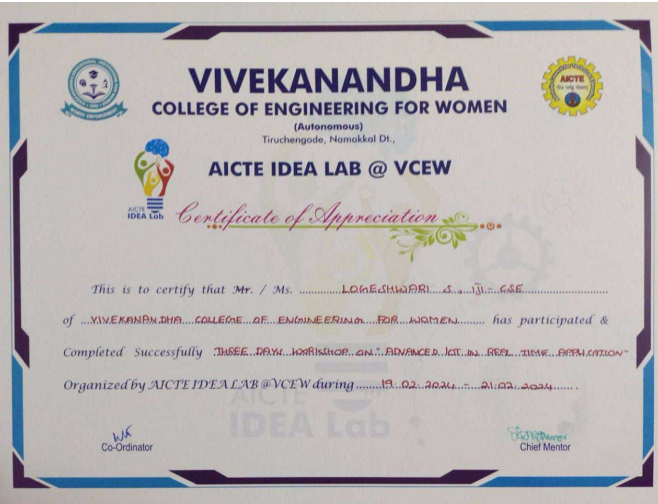 VIVEKANANDHA
COLLEGE OF ENGINEERING FOR WOMEN
(Autonomous)
Tiruchengode, Namakkal Dt.,
AICTE
AICTE IDEA LAB @ VCEW
AICTE
IDEA Lab
Certificate of Appreciation
This is to certify that Mr. / Ms. LOGESHWARI S., III - CSE
of VIVEKANANDHA COLLEGE OF ENGINEERING FOR WOMEN has participated &
Completed Successfully "THREE DAYS WORKSHOP ON "ADVANCED IOT IN REAL TIME APPLICATION"
Organized by AICTE IDEA LAB @ VCEW during 19.02.2024 - 21.02.2024 .
AICTE
IDEA Lab
Co-Ordinator
Chief Mentor